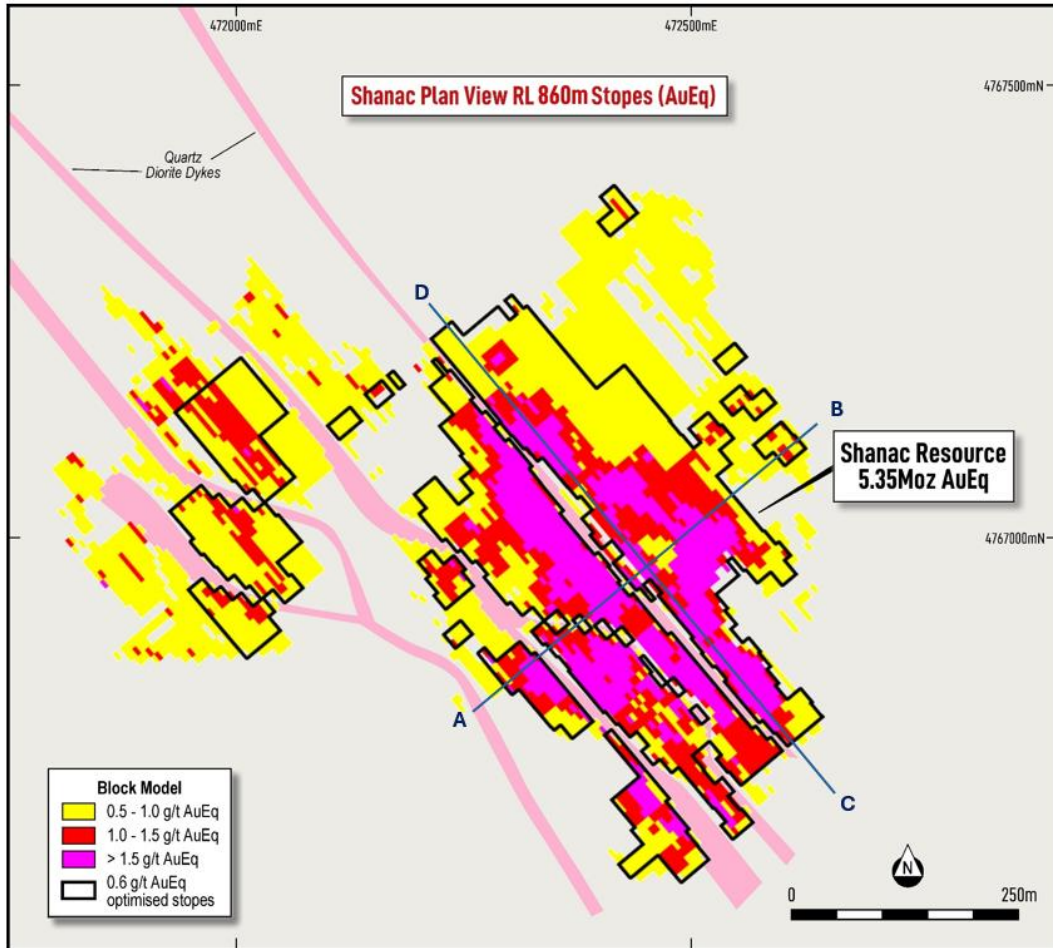 472000mE
472500mE
Shanac Plan View RL 860m Stopes (AuEq)
4767500mN
Quartz
Diorite Dykes
D
B
Shanac Resource
5.35Moz AuEq
4767000mN
A
C
Block Model
0.5 - 1.0 g/t AuEq
1.0 - 1.5 g/t AuEq
> 1.5 g/t AuEq
0.6 g/t AuEq
optimised stopes
N
0
250m